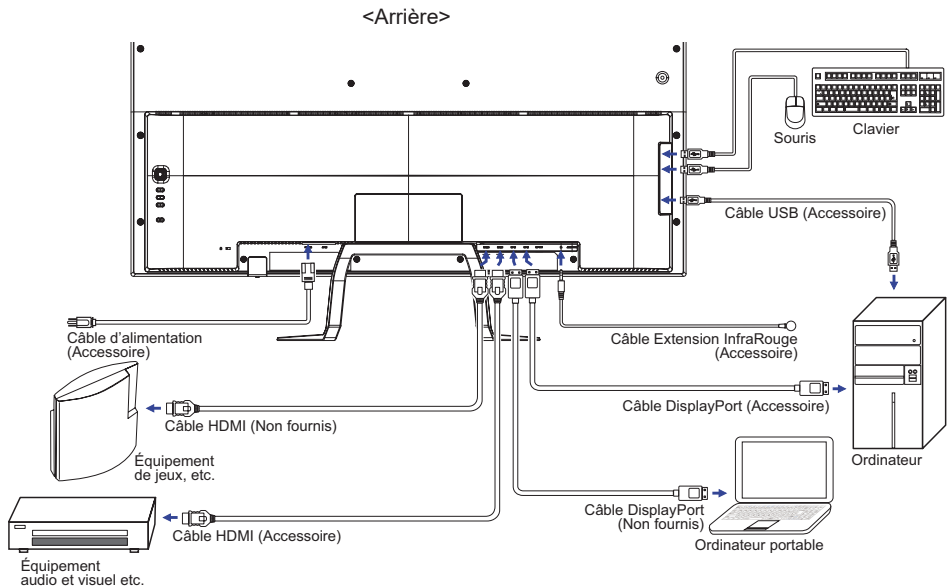 <Arrière>
Souris
Clavier
Câble USB (Accessoire)
Câble d'alimentation
(Accessoire)
Câble Extension InfraRouge
(Accessoire)
Câble DisplayPort (Accessoire)
Câble HDMI (Non fournis)
Ordinateur
Équipement
de jeux, etc.
Câble DisplayPort
(Non fournis)
Câble HDMI (Accessoire)
Ordinateur portable
Équipement
audio et visuel etc.